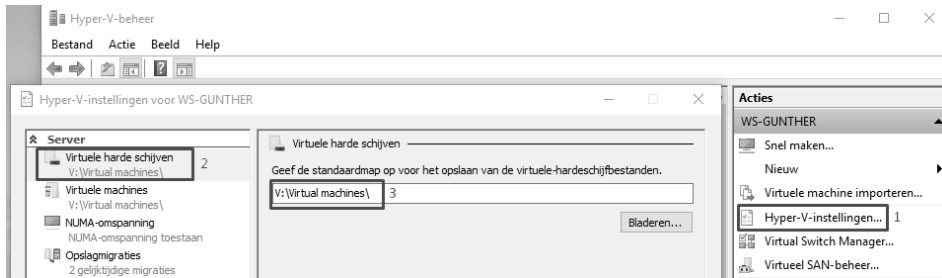 Hyper-V-beheer
Bestand Actie Beeld Help
Hyper-V-instellingen voor WS-GUNTHER
Server
Virtuele harde schijven 2
V:\Virtual machines\
Virtuele machines
V:\Virtual machines\
NUMA-omspanning
NUMA-omspanning toestaan
Opslagmigraties
2 gelijktijdige migraties
Virtuele harde schijven
Geef de standaardmap op voor het opslaan van de virtuele-hardeschijfbestanden.
V:\Virtual machines\ 3
Bladeren...
Acties
WS-GUNTHER
Snel maken...
Nieuw
Virtuele machine importeren...
Hyper-V-instellingen... 1
Virtual Switch Manager...
Virtueel SAN-beheer...